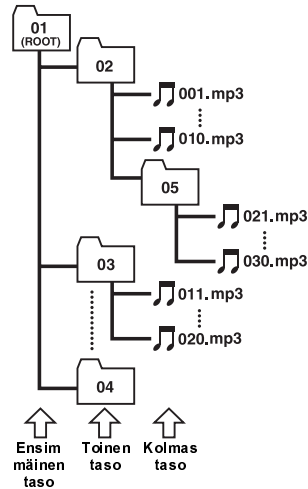 01
(ROOT)
02
001.mp3
010.mp3
05
021.mp3
030.mp3
03
011.mp3
020.mp3
04
Ensim
mäinen
taso
Toinen
taso
Kolmas
taso